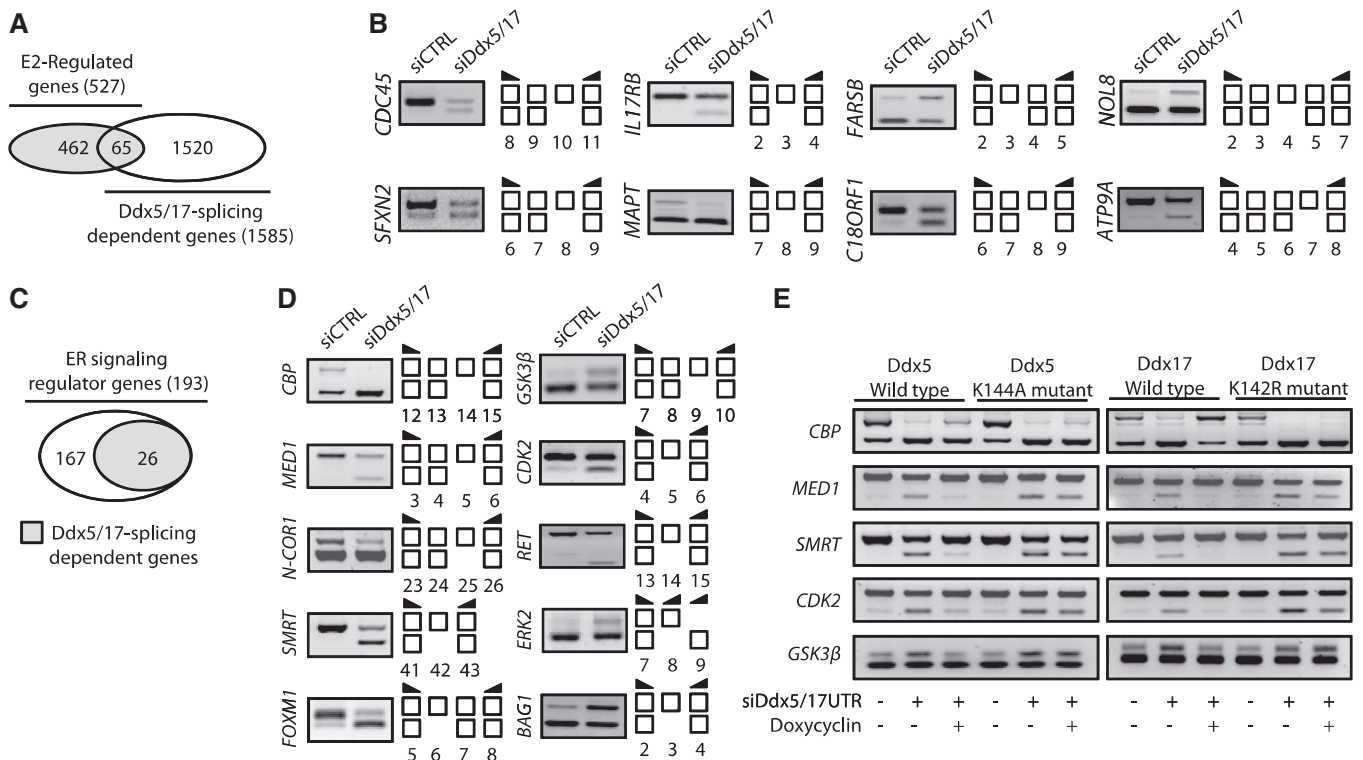 A
E2-Regulated
genes (527)
462 65 1520
Ddx5/17-splicing
dependent genes (1585)
B
siCTRL siDdx5/17
CDC45
8 9 10 11
siCTRL siDdx5/17
IL17RB
2 3 4
siCTRL siDdx5/17
FARSB
2 3 4 5
siCTRL siDdx5/17
NOL8
2 3 4 5 7
SFXN2
6 7 8 9
MAPT
7 8 9
C18ORF1
6 7 8 9
ATP9A
4 5 6 7 8
C
ER signaling
regulator genes (193)
167 26
Ddx5/17-splicing
dependent genes
D
siCTRL siDdx5/17
CBP
12 13 14 15
MED1
3 4 5 6
N-COR1
23 24 25 26
SMRT
41 42 43
FOXM1
5 6 7 8
siCTRL siDdx5/17
GSK3β
7 8 9 10
CDK2
4 5 6
RET
13 14 15
ERK2
7 8 9
BAG1
2 3 4
E
Ddx5
Wild type
Ddx5
K144A mutant
Ddx17
Wild type
Ddx17
K142R mutant
CBP
MED1
SMRT
CDK2
GSK3β
siDdx5/17UTR - + + - + + - + + - + +
Doxycyclin - - + - - + - - + - - +